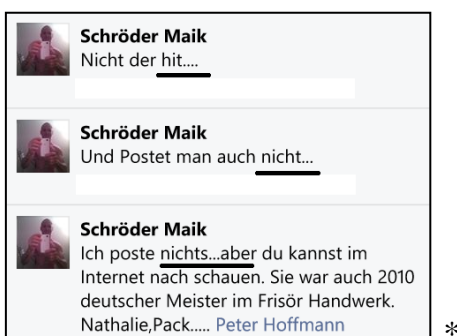 Schröder Maik
Nicht der hit....
Schröder Maik
Und Postet man auch nicht...
Schröder Maik
Ich poste nichts...aber du kannst im
Internet nach schauen. Sie war auch 2010
deutscher Meister im Frisör Handwerk.
Nathalie,Pack..... Peter Hoffmann
*